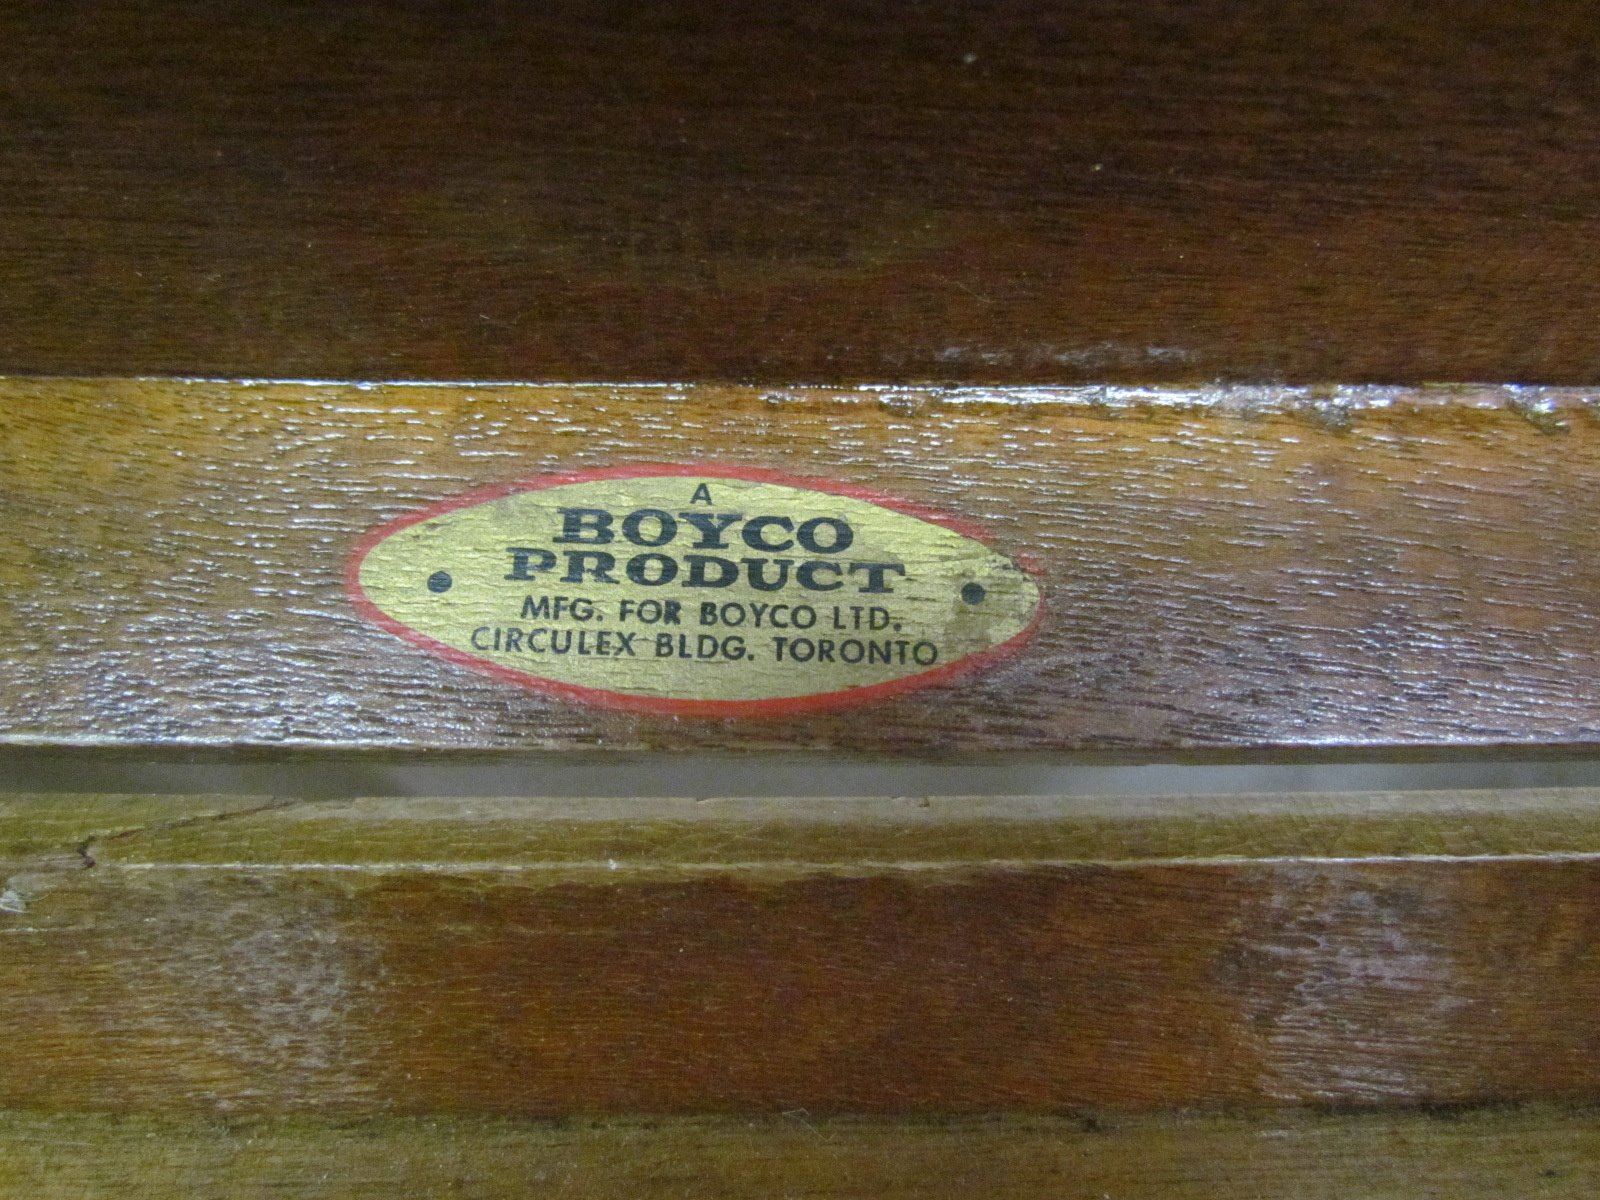 A
BOYCO
PRODUCT
MFG. FOR BOYCO LTD.
CIRCULEX BLDG. TORONTO